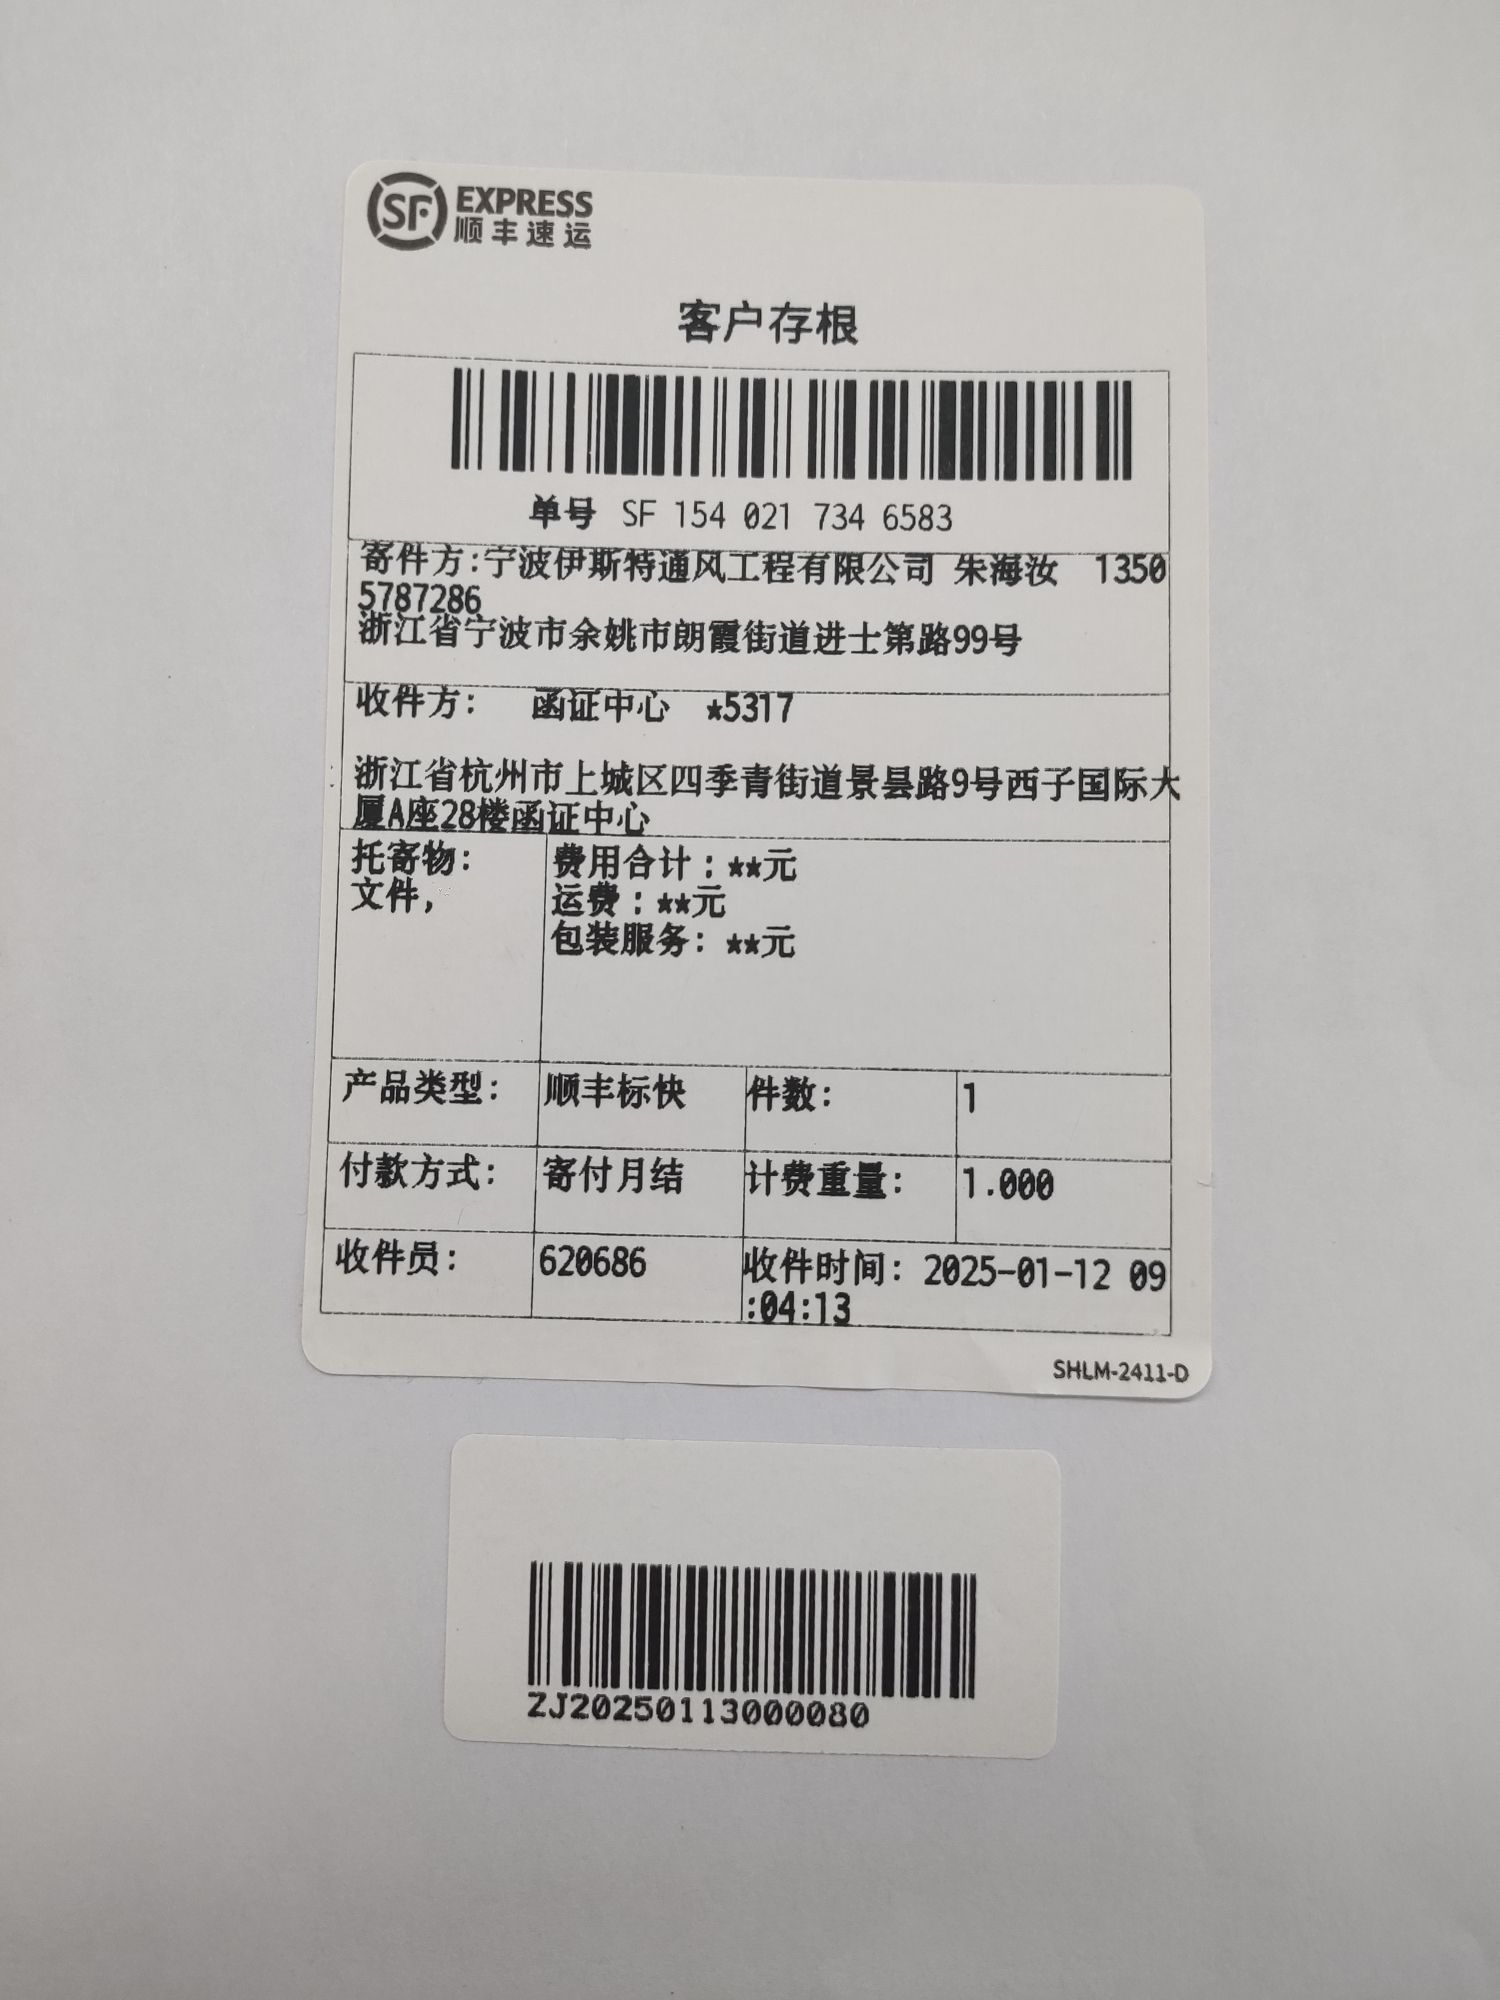 SF EXPRESS
顺丰速运
客户存根
单号 SF 154 021 734 6583
寄件方:宁波伊斯特通风工程有限公司 朱海汝 1350
5787286
浙江省宁波市余姚市朗霞街道进士第路99号
收件方: 函证中心 *5317
浙江省杭州市上城区四季青街道景昙路9号西子国际大
厦A座28楼函证中心
托寄物:
文件,
费用合计:**元
运费:**元
包装服务: **元
产品类型: 顺丰标快 件数: 1
付款方式: 寄付月结 计费重量: 1.000
收件员: 620686 收件时间: 2025-01-12 09
:04:13
SHLM-2411-D
ZJ20250113000080